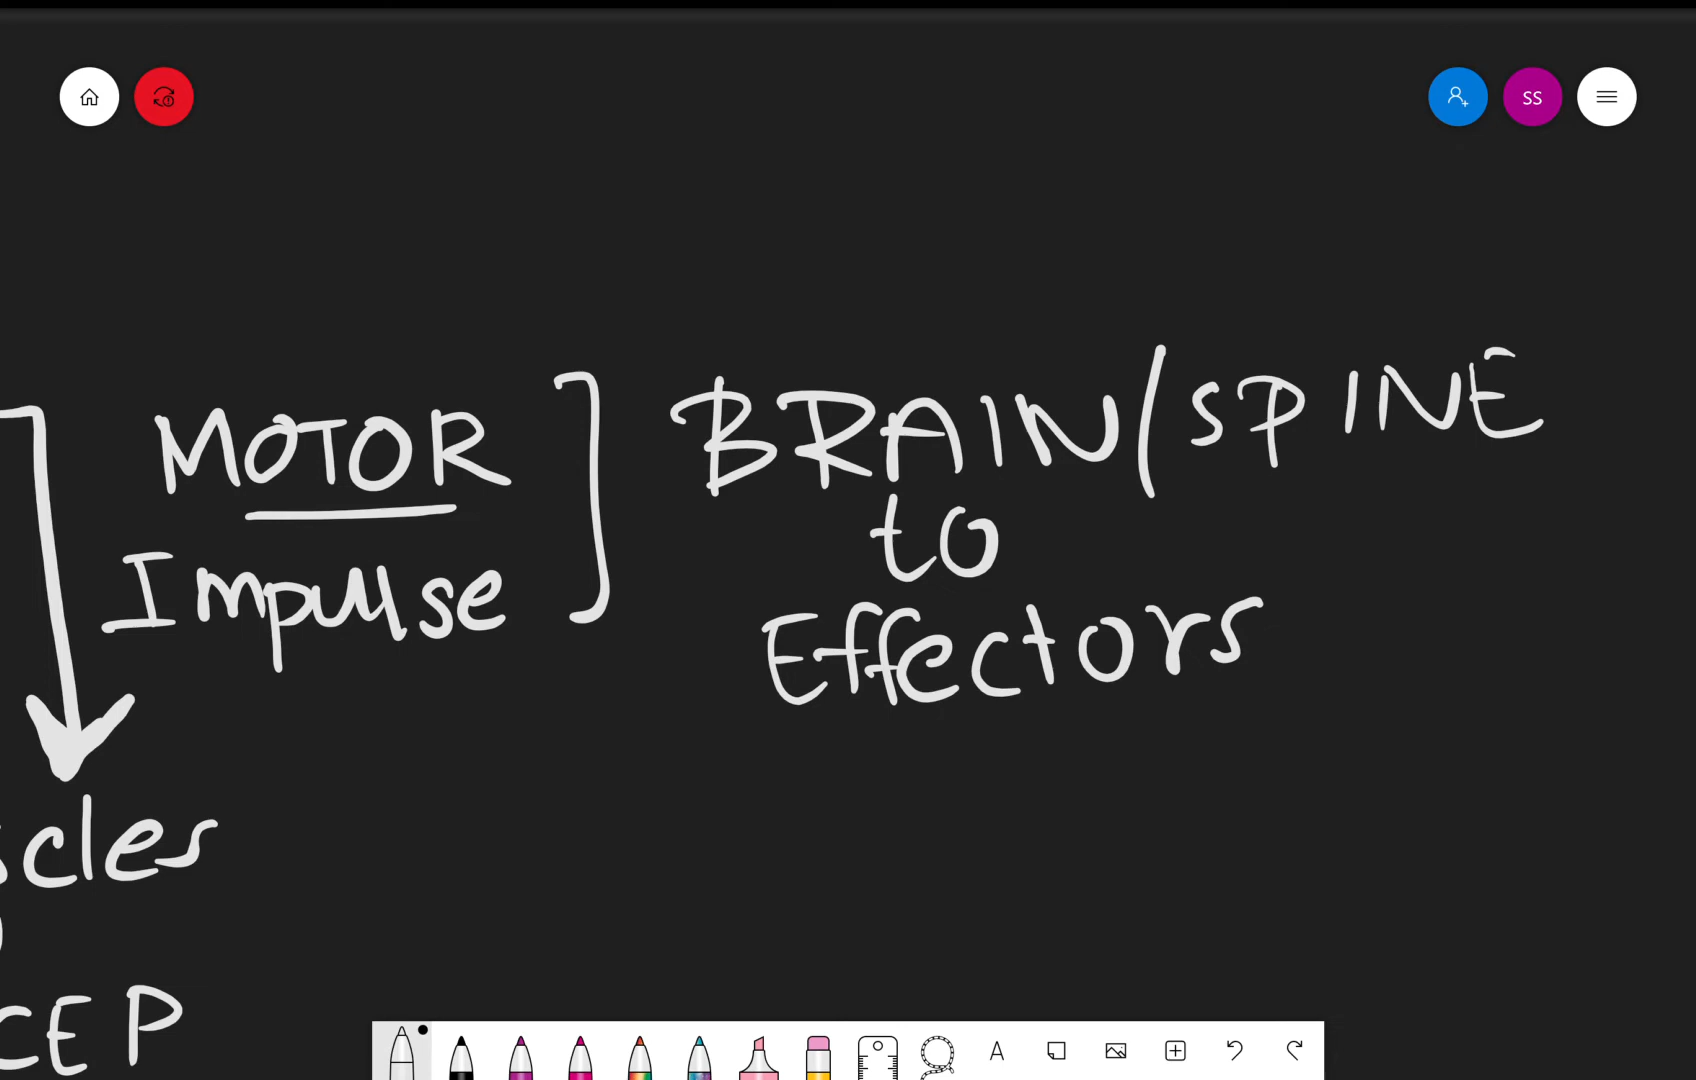 SS
MOTOR
Impulse
BRAIN/SPINE
to
Effectors